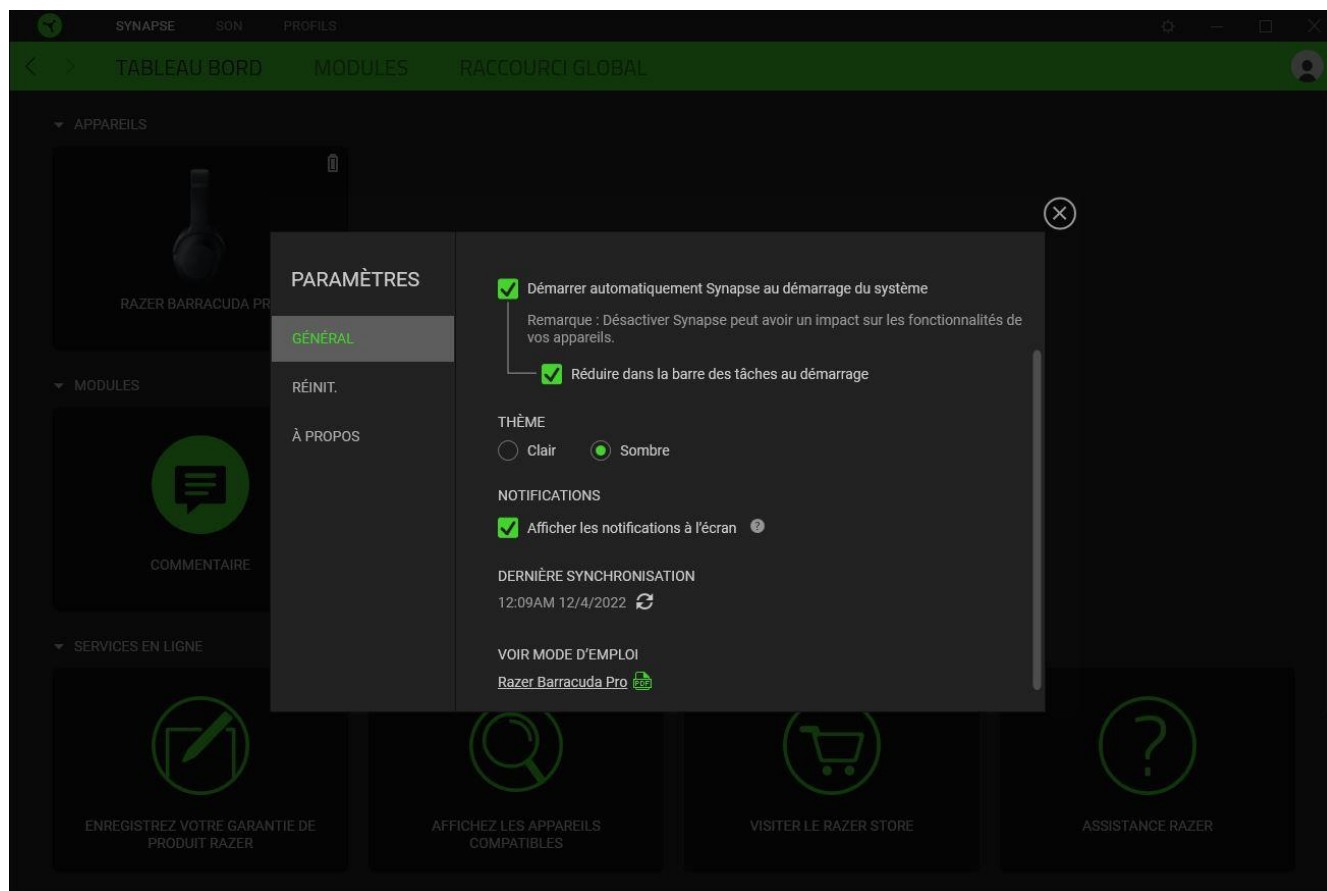 SYNAPSE
SON
PROFILS
TABLEAU BORD
MODULES
RACCOURCI GLOBAL
APPAREILS
RAZER BARRACUDA PR
MODULES
COMMENTAIRE
PARAMÈTRES
GÉNÉRAL
RÉINIT.
À PROPOS
Démarrer automatiquement Synapse au démarrage du système
Remarque : Désactiver Synapse peut avoir un impact sur les fonctionnalités de
vos appareils.
Réduire dans la barre des tâches au démarrage
THÈME
Clair
Sombre
NOTIFICATIONS
Afficher les notifications à l'écran
DERNIÈRE SYNCHRONISATION
12:09AM 12/4/2022
VOIR MODE D'EMPLOI
Razer Barracuda Pro
PDF
SERVICES EN LIGNE
ENREGISTREZ VOTRE GARANTIE DE
PRODUIT RAZER
AFFICHEZ LES APPAREILS
COMPATIBLES
VISITER LE RAZER STORE
ASSISTANCE RAZER